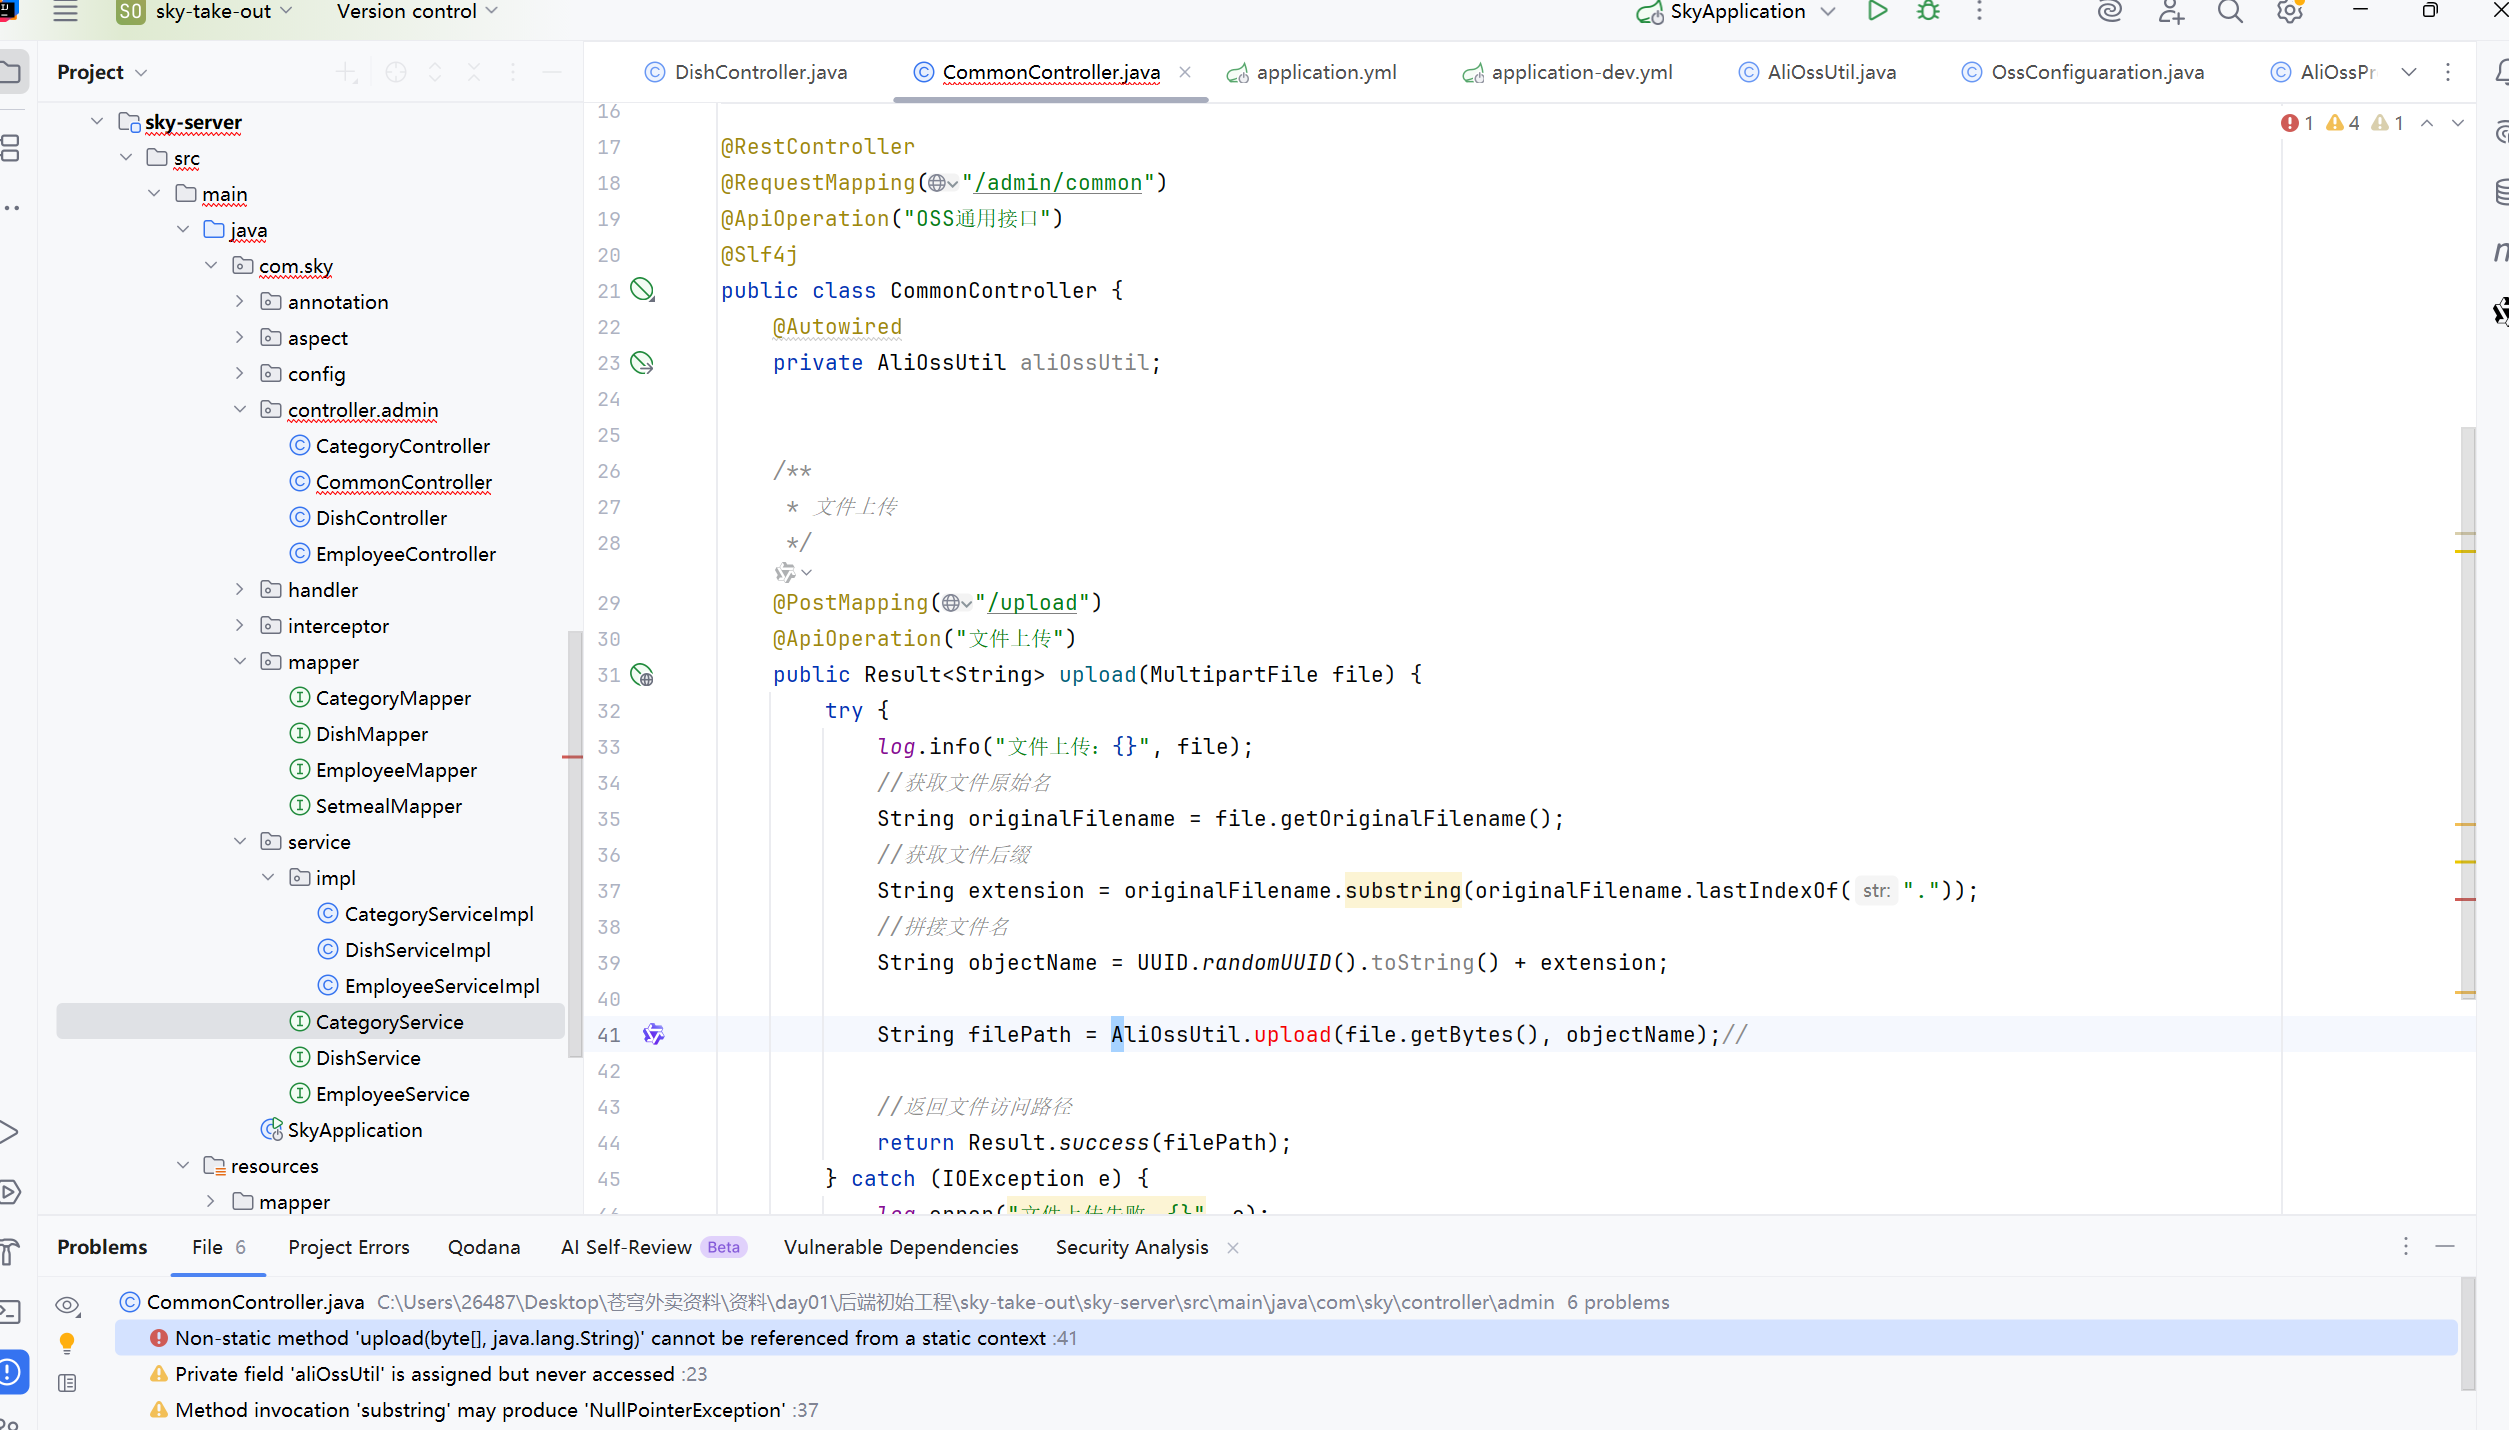 SO sky-take-out Version control SkyApplication
Project
DishController.java CommonController.java application.yml application-dev.yml AliOssUtil.java OssConfiguaration.java AliOssPr
sky-server
src
main
java
com.sky
annotation
aspect
config
controller.admin
CategoryController
CommonController
DishController
EmployeeController
handler
interceptor
mapper
CategoryMapper
DishMapper
EmployeeMapper
SetmealMapper
service
impl
CategoryServiceImpl
DishServiceImpl
EmployeeServiceImpl
CategoryService
DishService
EmployeeService
SkyApplication
resources
mapper
1 4 1
16
17 @RestController
18 @RequestMapping("/admin/common")
19 @ApiOperation("OSS通用接口")
20 @Slf4j
21 public class CommonController {
22 @Autowired
23 private AliOssUtil aliOssUtil;
24
25
26 /**
27 * 文件上传
28 */
29 @PostMapping("/upload")
30 @ApiOperation("文件上传")
31 public Result<String> upload(MultipartFile file) {
32 try {
33 log.info("文件上传：{}", file);
34 //获取文件原始名
35 String originalFilename = file.getOriginalFilename();
36 //获取文件后缀
37 String extension = originalFilename.substring(originalFilename.lastIndexOf( str: "."));
38 //拼接文件名
39 String objectName = UUID.randomUUID().toString() + extension;
40
41 String filePath = AliOssUtil.upload(file.getBytes(), objectName);//
42
43 //返回文件访问路径
44 return Result.success(filePath);
45 } catch (IOException e) {
46 log.error("文件上传失败：{}", e);
Problems File 6 Project Errors Qodana AI Self-Review Beta Vulnerable Dependencies Security Analysis
CommonController.java C:\Users\26487\Desktop\苍穹外卖资料\资料\day01\后端初始工程\sky-take-out\sky-server\src\main\java\com\sky\controller\admin 6 problems
Non-static method 'upload(byte[], java.lang.String)' cannot be referenced from a static context :41
Private field 'aliOssUtil' is assigned but never accessed :23
Method invocation 'substring' may produce 'NullPointerException' :37